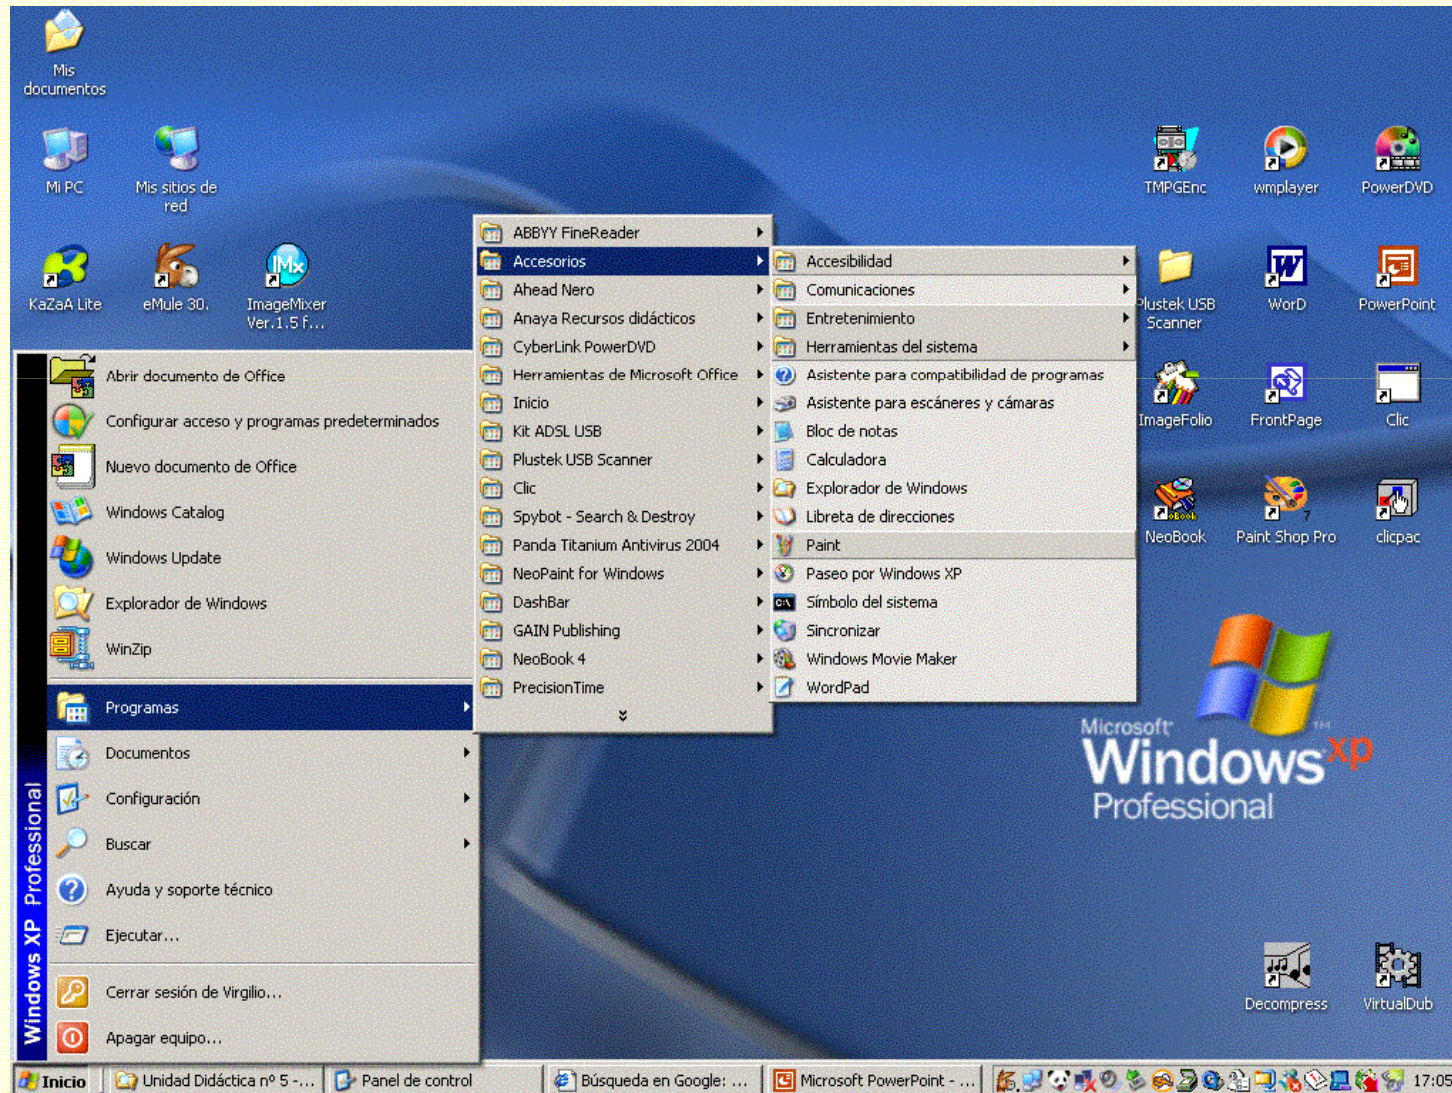 Mis
documentos
Mi PC
Mis sitios de
red
TMPGEnc
wmplayer
PowerDVD
KaZaA Lite
eMule 30.
ImageMixer
Ver.1.5 f...
Plustek USB
Scanner
WorD
PowerPoint
ImageFolio
FrontPage
Clic
NeoBook
Paint Shop Pro
7
clicpac
Abrir documento de Office
Configurar acceso y programas predeterminados
Nuevo documento de Office
Windows Catalog
Windows Update
Explorador de Windows
WinZip
Programas
Documentos
Configuración
Buscar
Ayuda y soporte técnico
Ejecutar...
Cerrar sesión de Virgilio...
Apagar equipo...
Windows XP Professional
ABBYY FineReader
Accesorios
Ahead Nero
Anaya Recursos didácticos
CyberLink PowerDVD
Herramientas de Microsoft Office
Inicio
Kit ADSL USB
Plustek USB Scanner
Clic
Spybot - Search & Destroy
Panda Titanium Antivirus 2004
NeoPaint for Windows
DashBar
GAIN Publishing
NeoBook 4
PrecisionTime
Accesibilidad
Comunicaciones
Entretenimiento
Herramientas del sistema
Asistente para compatibilidad de programas
Asistente para escáneres y cámaras
Bloc de notas
Calculadora
Explorador de Windows
Libreta de direcciones
Paint
Paseo por Windows XP
Símbolo del sistema
Sincronizar
Windows Movie Maker
WordPad
Microsoft
Windows xp
Professional
Decompress
VirtualDub
Inicio
Unidad Didáctica nº 5 -...
Panel de control
Búsqueda en Google: ...
Microsoft PowerPoint - ...
17:05